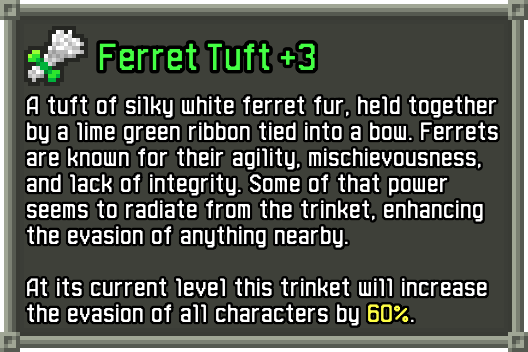 Ferret Tuft +3
A tuft of silky white ferret fur, held together
by a lime green ribbon tied into a bow. Ferrets
are known for their agility, mischievousness,
and lack of integrity. Some of that power
seems to radiate from the trinket, enhancing
the evasion of anything nearby.
At its current level this trinket will increase
the evasion of all characters by 60%.